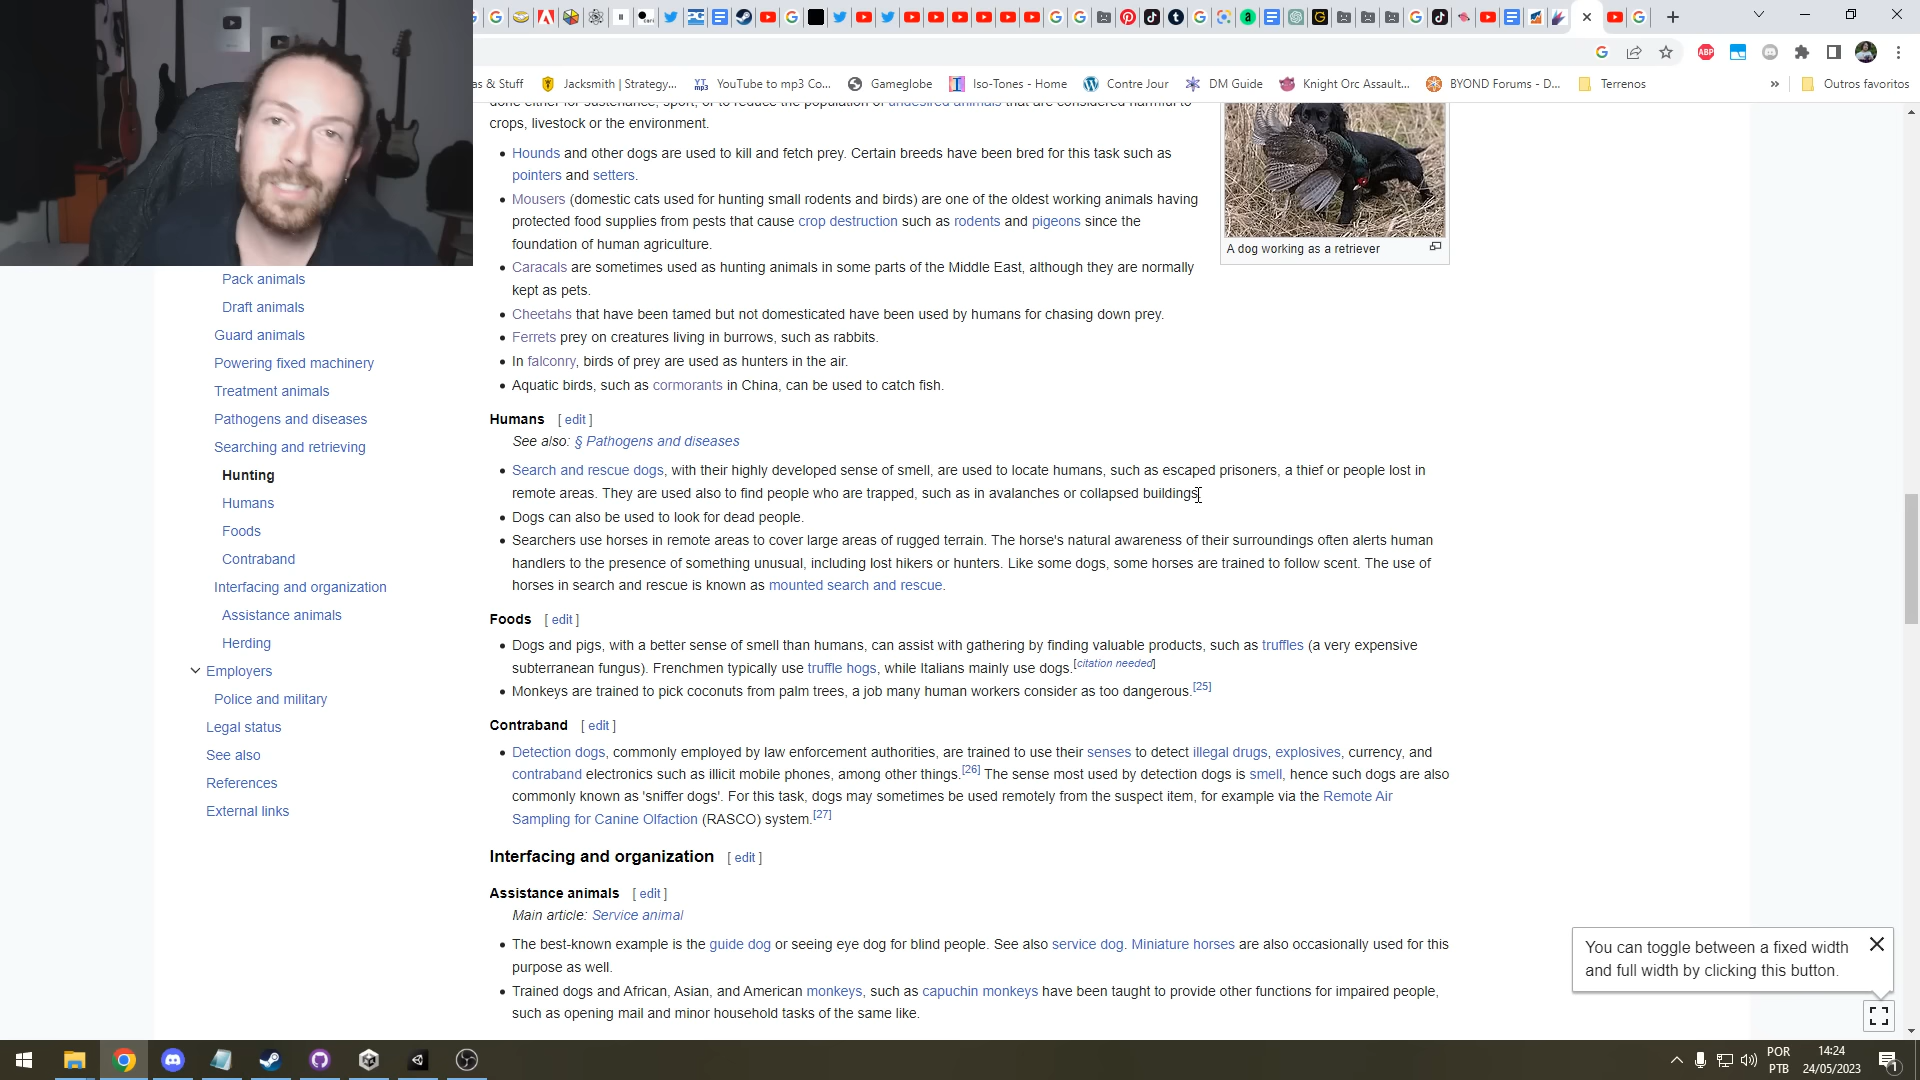 as & Stuff
Jacksmith | Strategy...
YouTube to mp3 Co...
Gameglobe
Iso-Tones - Home
Contre Jour
DM Guide
Knight Orc Assault...
BYOND Forums - D...
Terrenos
»
Outros favoritos
crops, livestock or the environment.
• Hounds and other dogs are used to kill and fetch prey. Certain breeds have been bred for this task such as
pointers and setters.
• Mousers (domestic cats used for hunting small rodents and birds) are one of the oldest working animals having
protected food supplies from pests that cause crop destruction such as rodents and pigeons since the
foundation of human agriculture.
• Caracals are sometimes used as hunting animals in some parts of the Middle East, although they are normally
kept as pets.
• Cheetahs that have been tamed but not domesticated have been used by humans for chasing down prey.
• Ferrets prey on creatures living in burrows, such as rabbits.
• In falconry, birds of prey are used as hunters in the air.
• Aquatic birds, such as cormorants in China, can be used to catch fish.
A dog working as a retriever
Pack animals
Draft animals
Guard animals
Powering fixed machinery
Treatment animals
Pathogens and diseases
Searching and retrieving
Hunting
Humans
Foods
Contraband
Interfacing and organization
Assistance animals
Herding
Employers
Police and military
Legal status
See also
References
External links
Humans [ edit ]
See also: § Pathogens and diseases
• Search and rescue dogs, with their highly developed sense of smell, are used to locate humans, such as escaped prisoners, a thief or people lost in
remote areas. They are used also to find people who are trapped, such as in avalanches or collapsed buildings.
• Dogs can also be used to look for dead people.
• Searchers use horses in remote areas to cover large areas of rugged terrain. The horse's natural awareness of their surroundings often alerts human
handlers to the presence of something unusual, including lost hikers or hunters. Like some dogs, some horses are trained to follow scent. The use of
horses in search and rescue is known as mounted search and rescue.
Foods [ edit ]
• Dogs and pigs, with a better sense of smell than humans, can assist with gathering by finding valuable products, such as truffles (a very expensive
subterranean fungus). Frenchmen typically use truffle hogs, while Italians mainly use dogs.[citation needed]
• Monkeys are trained to pick coconuts from palm trees, a job many human workers consider as too dangerous.[25]
Contraband [ edit ]
• Detection dogs, commonly employed by law enforcement authorities, are trained to use their senses to detect illegal drugs, explosives, currency, and
contraband electronics such as illicit mobile phones, among other things.[26] The sense most used by detection dogs is smell, hence such dogs are also
commonly known as 'sniffer dogs'. For this task, dogs may sometimes be used remotely from the suspect item, for example via the Remote Air
Sampling for Canine Olfaction (RASCO) system.[27]
Interfacing and organization [ edit ]
Assistance animals [ edit ]
Main article: Service animal
• The best-known example is the guide dog or seeing eye dog for blind people. See also service dog. Miniature horses are also occasionally used for this
purpose as well.
• Trained dogs and African, Asian, and American monkeys, such as capuchin monkeys have been taught to provide other functions for impaired people,
such as opening mail and minor household tasks of the same like.
You can toggle between a fixed width
and full width by clicking this button.
POR
PTB
14:24
24/05/2023